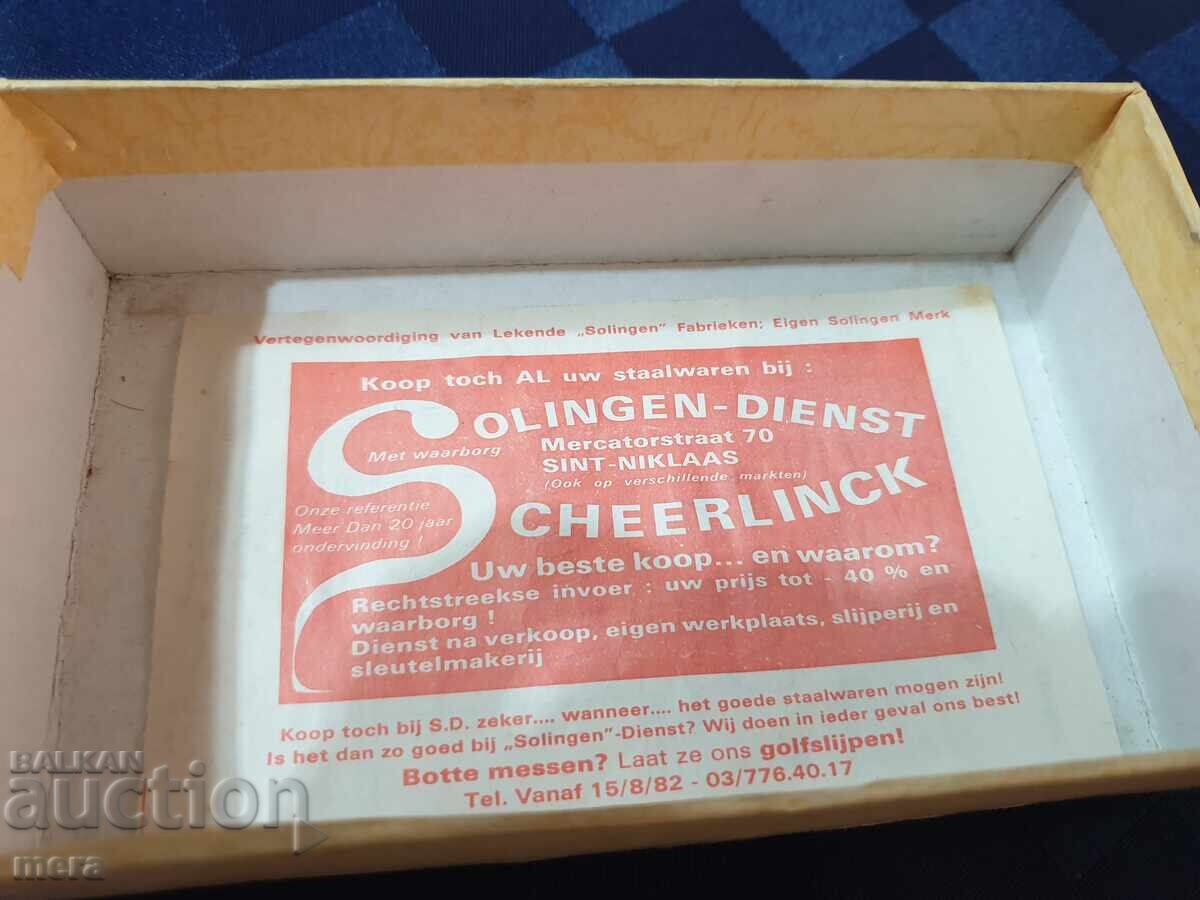 Vertegenwoordiging van Lekende „Solingen" Fabrieken; Eigen Solingen Merk
Koop toch AL uw staalwaren bij :
SOLINGEN-DIENST
Met waarborg
Mercatorstraat 70
SINT-NIKLAAS
(Ook op verschillende markten)
Onze referentie
Meer Dan 20 jaar
ondervinding !
SCHEERLINCK
Uw beste koop... en waarom?
Rechtstreekse invoer : uw prijs tot - 40 % en
waarborg !
Dienst na verkoop, eigen werkplaats, slijperij en
sleutelmakerij
Koop toch bij S.D. zeker.... wanneer.... het goede staalwaren mogen zijn!
Is het dan zo goed bij „Solingen"-Dienst? Wij doen in ieder geval ons best!
Botte messen? Laat ze ons golfslijpen!
Tel. Vanaf 15/8/82 - 03/776.40.17
BALKAN
auction
mera